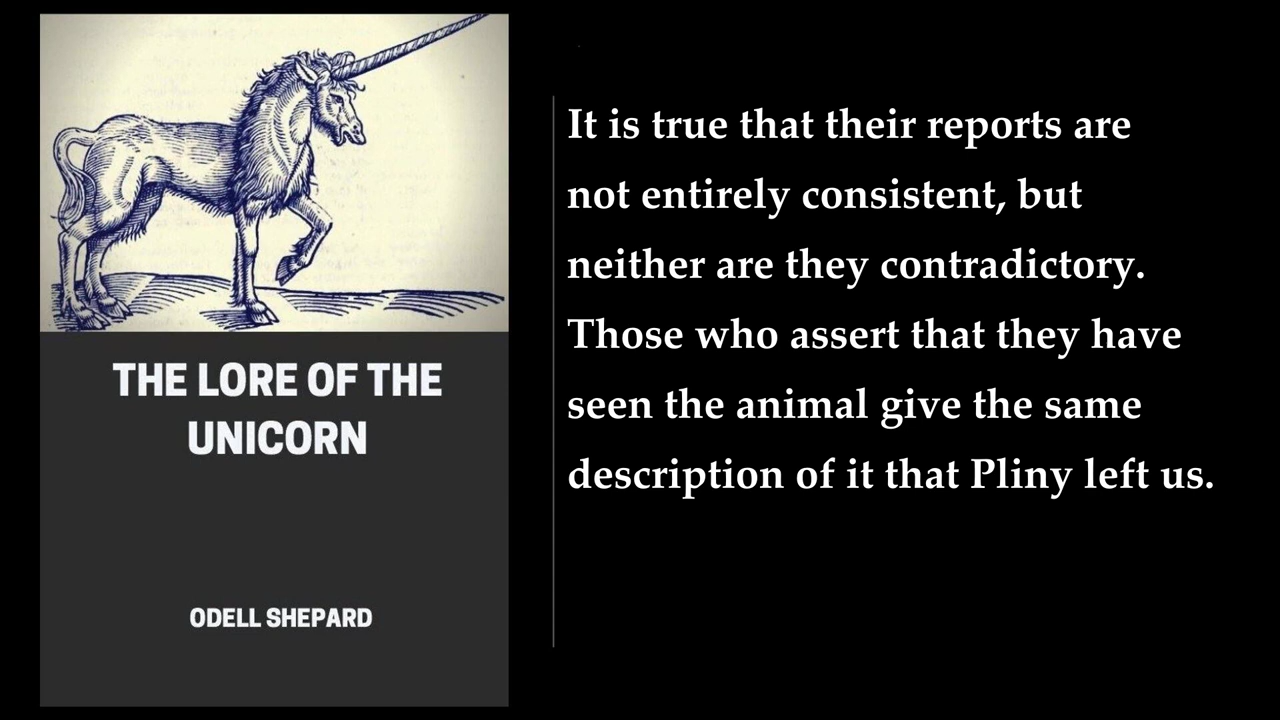 THE LORE OF THE
UNICORN
ODELL SHEPARD
It is true that their reports are
not entirely consistent, but
neither are they contradictory.
Those who assert that they have
seen the animal give the same
description of it that Pliny left us.